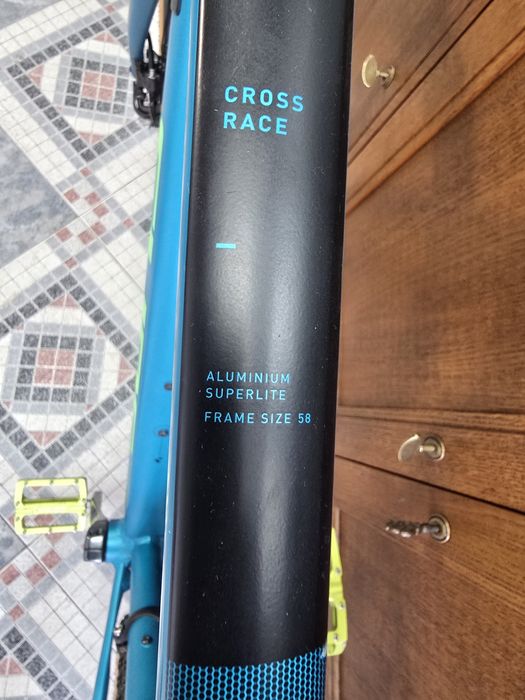 CROSS
RACE
ALUMINIUM
SUPERLITE
FRAME SIZE 58